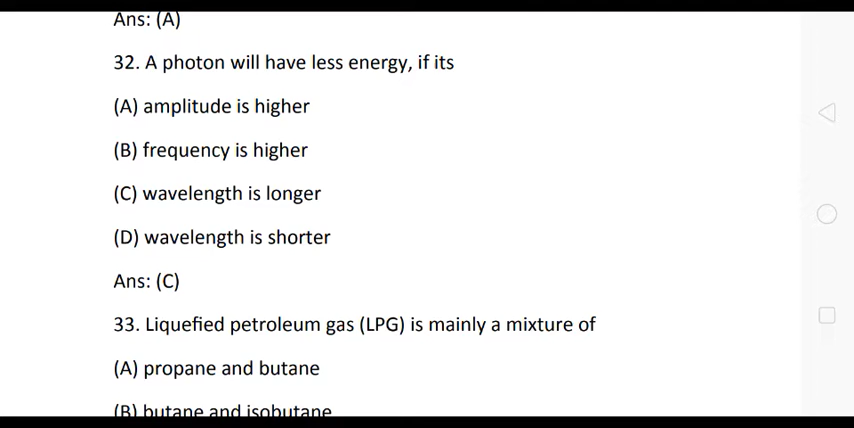 Ans: (A)
32. A photon will have less energy, if its
(A) amplitude is higher
(B) frequency is higher
(C) wavelength is longer
(D) wavelength is shorter
Ans: (C)
33. Liquefied petroleum gas (LPG) is mainly a mixture of
(A) propane and butane
(B) butane and isobutane